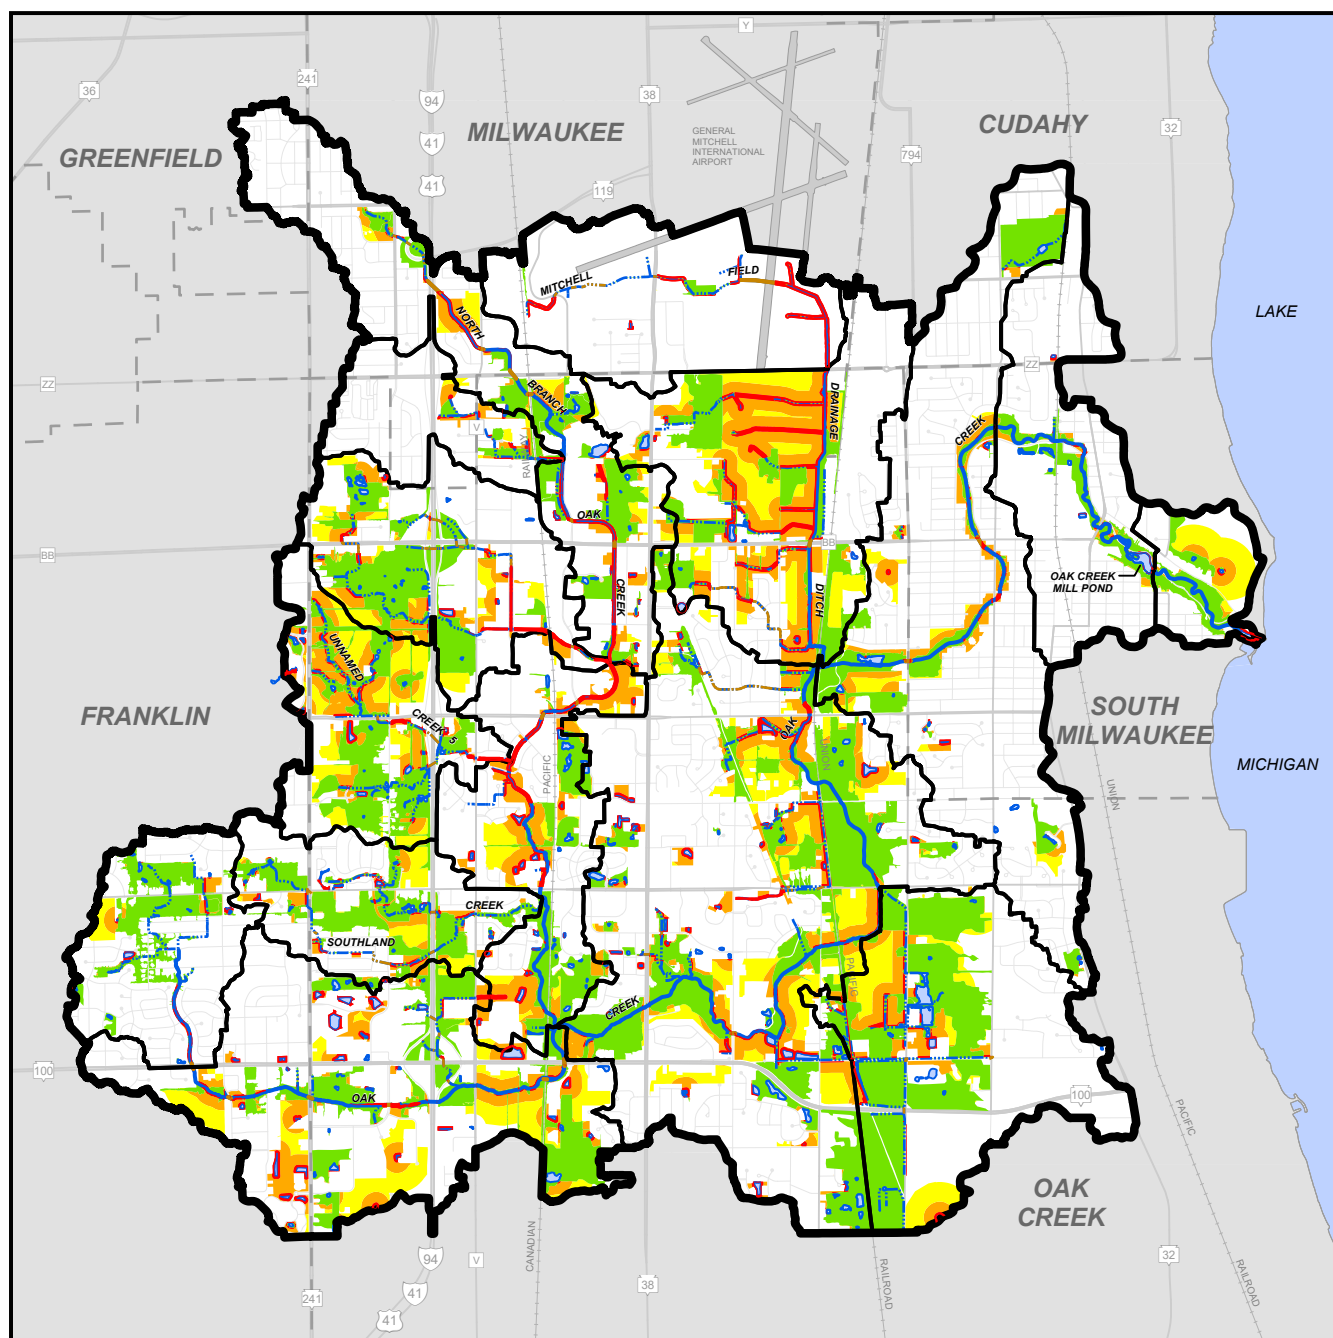 Y
241
36
94
38
MILWAUKEE
CUDAHY
32
GENERAL
MITCHELL
INTERNATIONAL
AIRPORT
41
794
GREENFIELD
41
119
MITCHELL
FIELD
LAKE
NORTH
ZZ
ZZ
BRANCH
DRAINAGE
V
CREEK
RAILWAY
OAK
BB
BB
OAK CREEK
MILL POND
CREEK
DITCH
UNNAMED
FRANKLIN
CREEK 5
OAK
SOUTH
MILWAUKEE
UNION
PACIFIC
MICHIGAN
UNION
CREEK
SOUTHLAND
PACIFIC
CREEK
100
OAK
100
PACIFIC
OAK
CREEK
CANADIAN
94
V
32
RAILROAD
RAILROAD
38
41
241
41